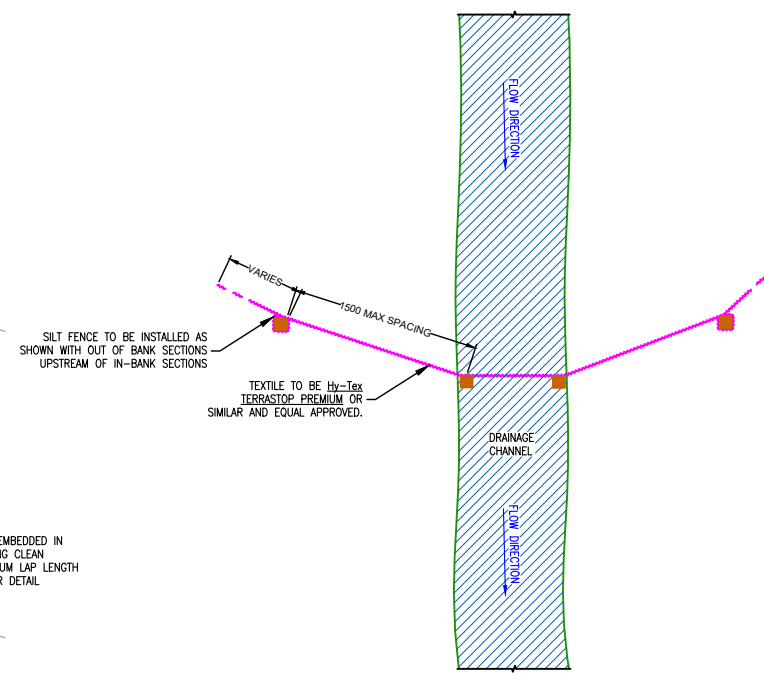 FLOW DIRECTION
VARIES
1500 MAX SPACING
SILT FENCE TO BE INSTALLED AS
SHOWN WITH OUT OF BANK SECTIONS
UPSTREAM OF IN-BANK SECTIONS
TEXTILE TO BE Hy-Tex
TERRASTOP PREMIUM OR
SIMILAR AND EQUAL APPROVED.
DRAINAGE
CHANNEL
FLOW DIRECTION
EMBEDDED IN
CLEAN
LAP LENGTH
DETAIL